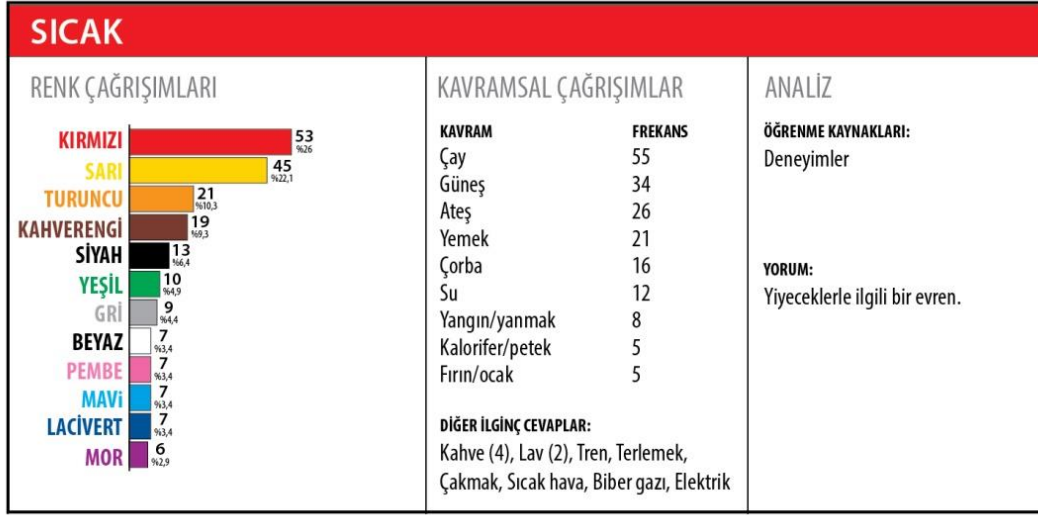 SICAK
RENK ÇAĞRIŞIMLARI
KIRMIZI 53 %26
SARI 45 %22,1
TURUNCU 21 %10,3
KAHVERENGİ 19 %9,3
SİYAH 13 %6,4
YEŞİL 10 %4,9
GRİ 9 %4,4
BEYAZ 7 %3,4
PEMBE 7 %3,4
MAVi 7 %3,4
LACİVERT 7 %3,4
MOR 6 %2,9
KAVRAMSAL ÇAĞRIŞIMLAR
KAVRAM FREKANS
Çay 55
Güneş 34
Ateş 26
Yemek 21
Çorba 16
Su 12
Yangın/yanmak 8
Kalorifer/petek 5
Fırın/ocak 5
DİĞER İLGİNÇ CEVAPLAR:
Kahve (4), Lav (2), Tren, Terlemek,
Çakmak, Sıcak hava, Biber gazı, Elektrik
ANALİZ
ÖĞRENME KAYNAKLARI:
Deneyimler
YORUM:
Yiyeceklerle ilgili bir evren.